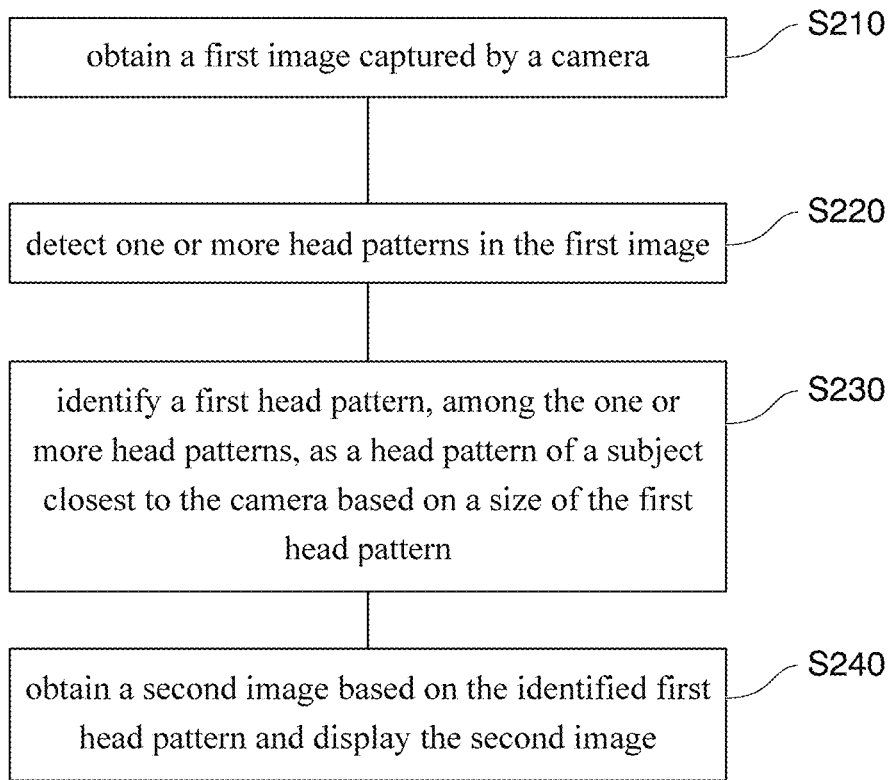 S210
obtain a first image captured by a camera
S220
detect one or more head patterns in the first image
S230
identify a first head pattern, among the one or
more head patterns, as a head pattern of a subject
closest to the camera based on a size of the first
head pattern
S240
obtain a second image based on the identified first
head pattern and display the second image